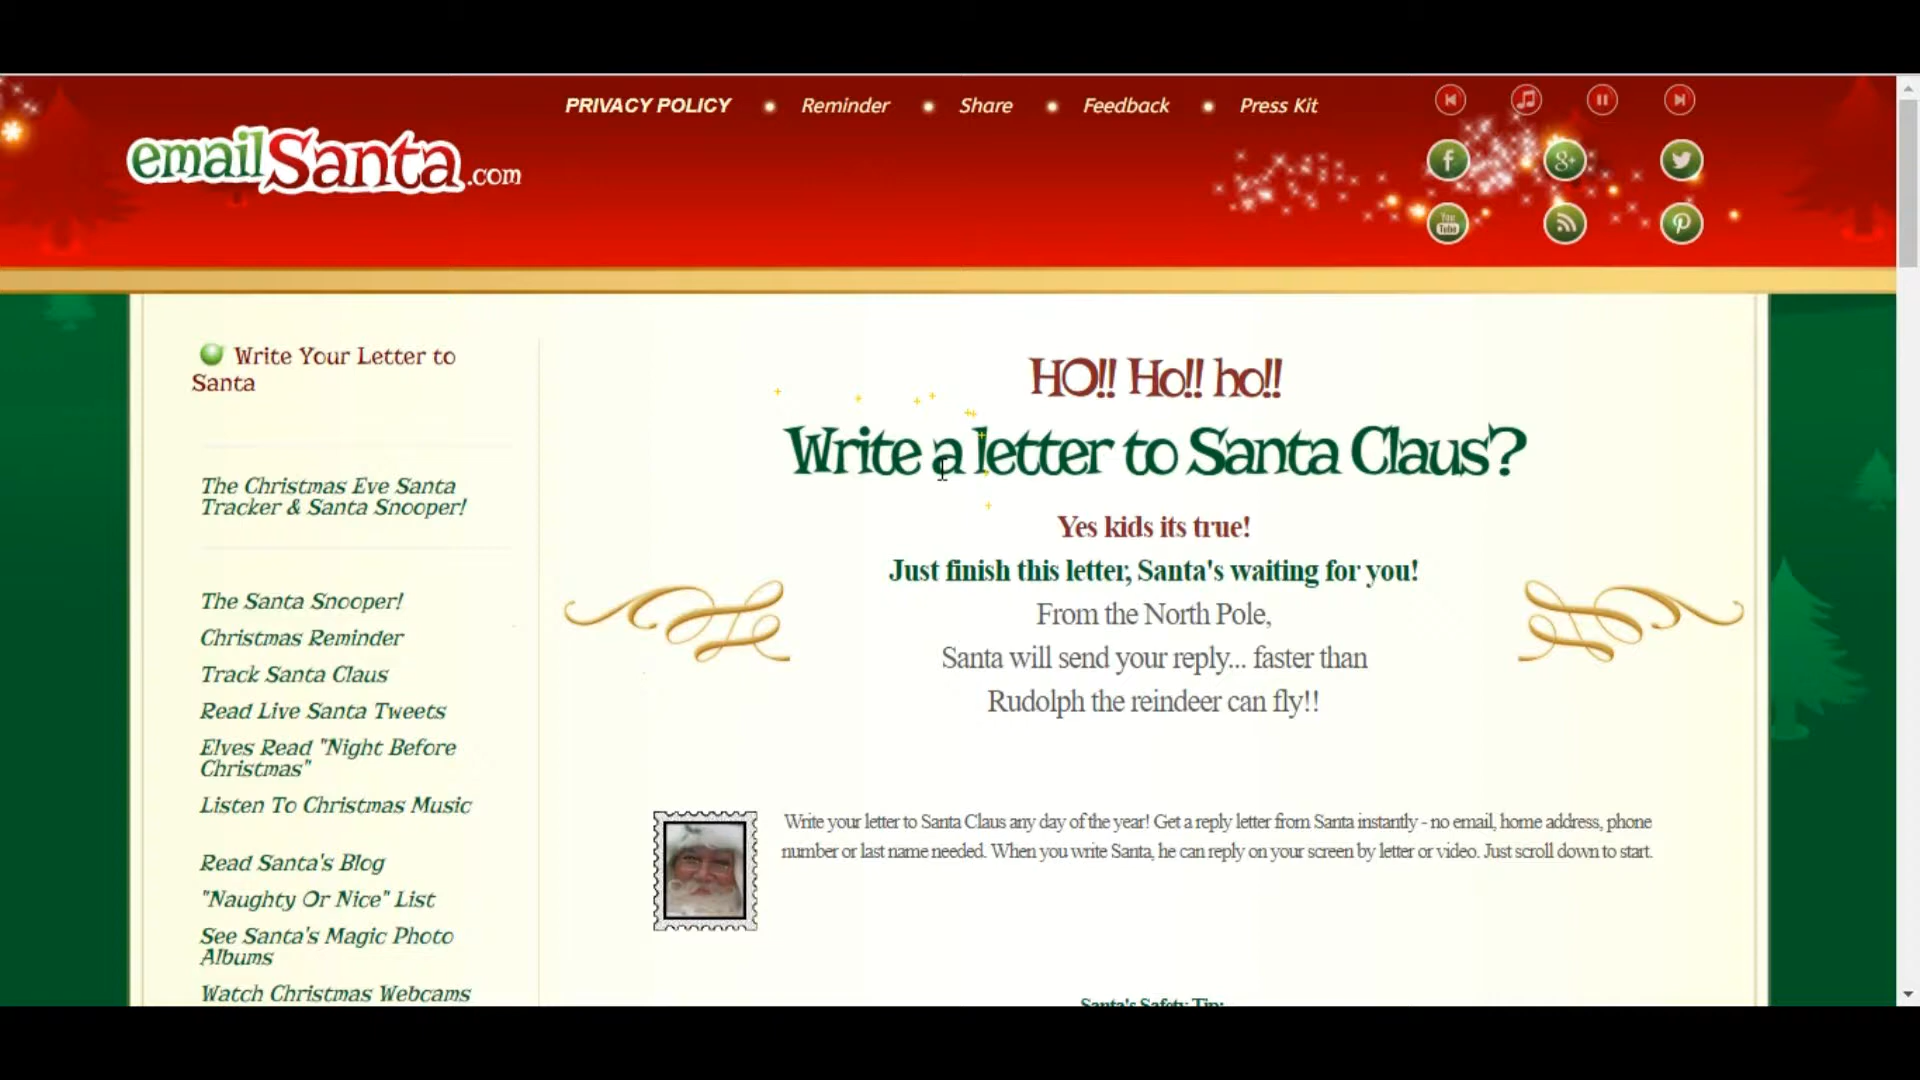 PRIVACY POLICY Reminder Share Feedback Press Kit
emailSanta.com
You Tube
Write Your Letter to
Santa
The Christmas Eve Santa
Tracker & Santa Snooper!
The Santa Snooper!
Christmas Reminder
Track Santa Claus
Read Live Santa Tweets
Elves Read "Night Before
Christmas"
Listen To Christmas Music
Read Santa's Blog
"Naughty Or Nice" List
See Santa's Magic Photo
Albums
Watch Christmas Webcams
HO!! Ho!! ho!!
Write a letter to Santa Claus?
Yes kids its true!
Just finish this letter, Santa's waiting for you!
From the North Pole,
Santa will send your reply... faster than
Rudolph the reindeer can fly!!
Write your letter to Santa Claus any day of the year! Get a reply letter from Santa instantly - no email, home address, phone
number or last name needed. When you write Santa, he can reply on your screen by letter or video. Just scroll down to start.
Santa's Safety Tip: